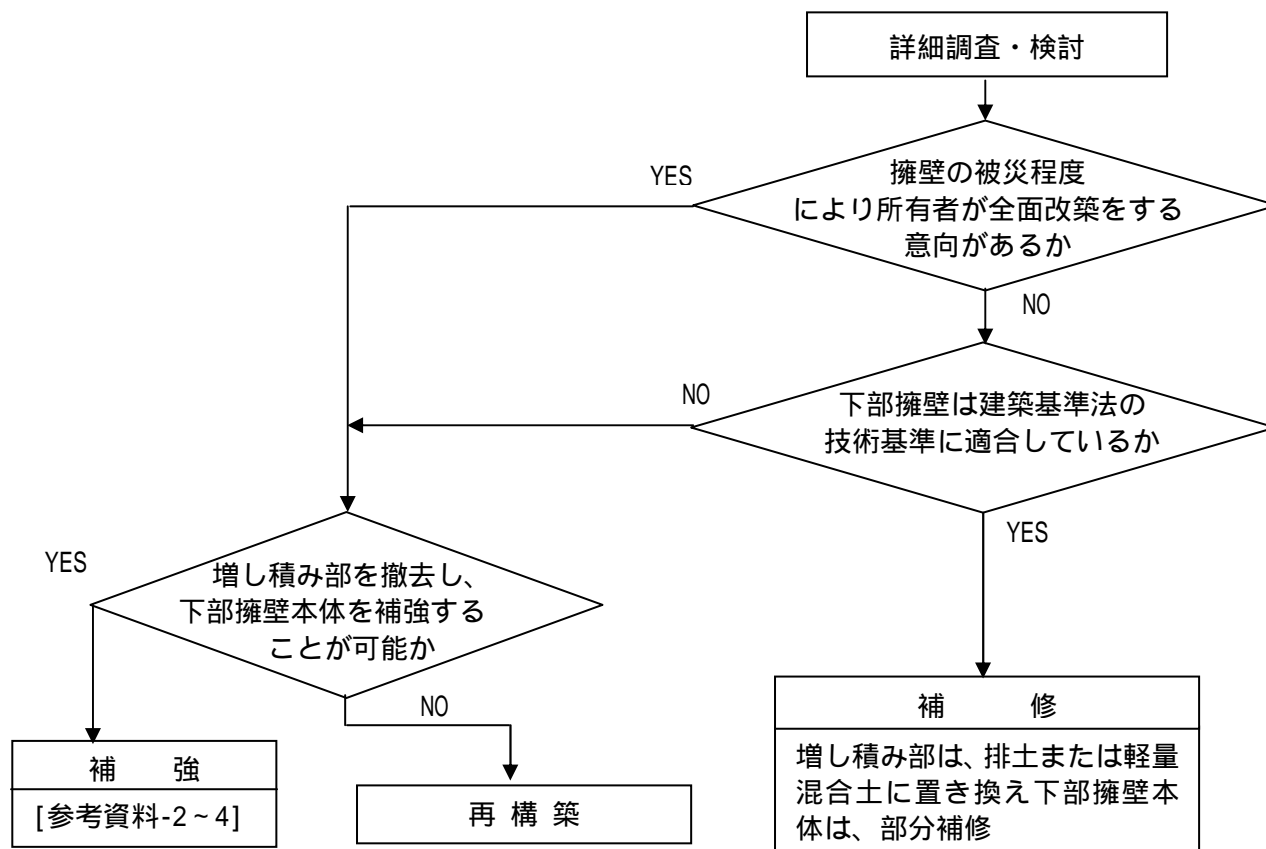 詳細調査・検討
擁壁の被災程度
により所有者が全面改築をする
意向があるか
YES
NO
下部擁壁は建築基準法の
技術基準に適合しているか
NO
YES
増し積み部を撤去し、
下部擁壁本体を補強する
ことが可能か
YES
NO
補　強
[参考資料-2～4]
再 構 築
補　修
増し積み部は、排土または軽量
混合土に置き換え下部擁壁本
体は、部分補修